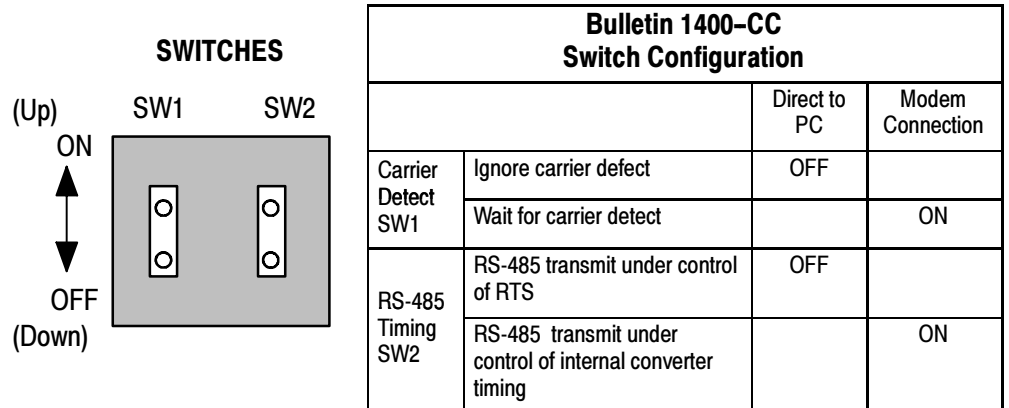 SWITCHES
(Up)
SW1
SW2
ON
OFF
(Down)
Bulletin 1400-CC
Switch Configuration
Direct to
PC
Modem
Connection
Carrier
Detect
SW1
Ignore carrier defect
OFF
Wait for carrier detect
ON
RS-485
Timing
SW2
RS-485 transmit under control
of RTS
OFF
RS-485 transmit under
control of internal converter
timing
ON